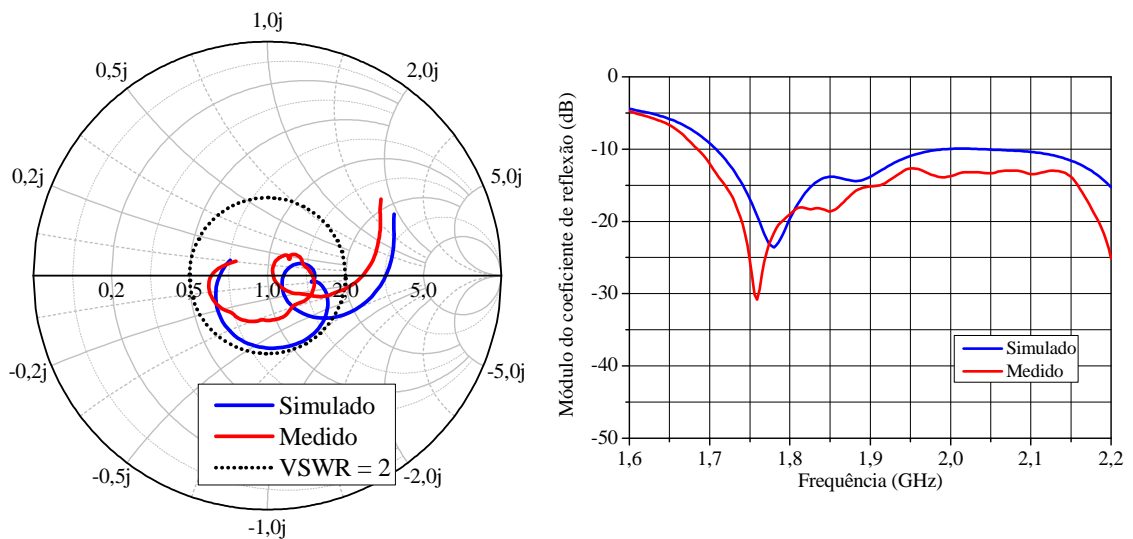 1,0j
0,5j
2,0j
0,2j
5,0j
0,2
0,5
1,0
2,0
5,0
-0,2j
-5,0j
Simulado
Medido
VSWR = 2
-0,5j
-2,0j
-1,0j
Módulo do coeficiente de reflexão (dB)
0
-10
-20
-30
-40
-50
Simulado
Medido
1,6
1,7
1,8
1,9
2,0
2,1
2,2
Frequência (GHz)